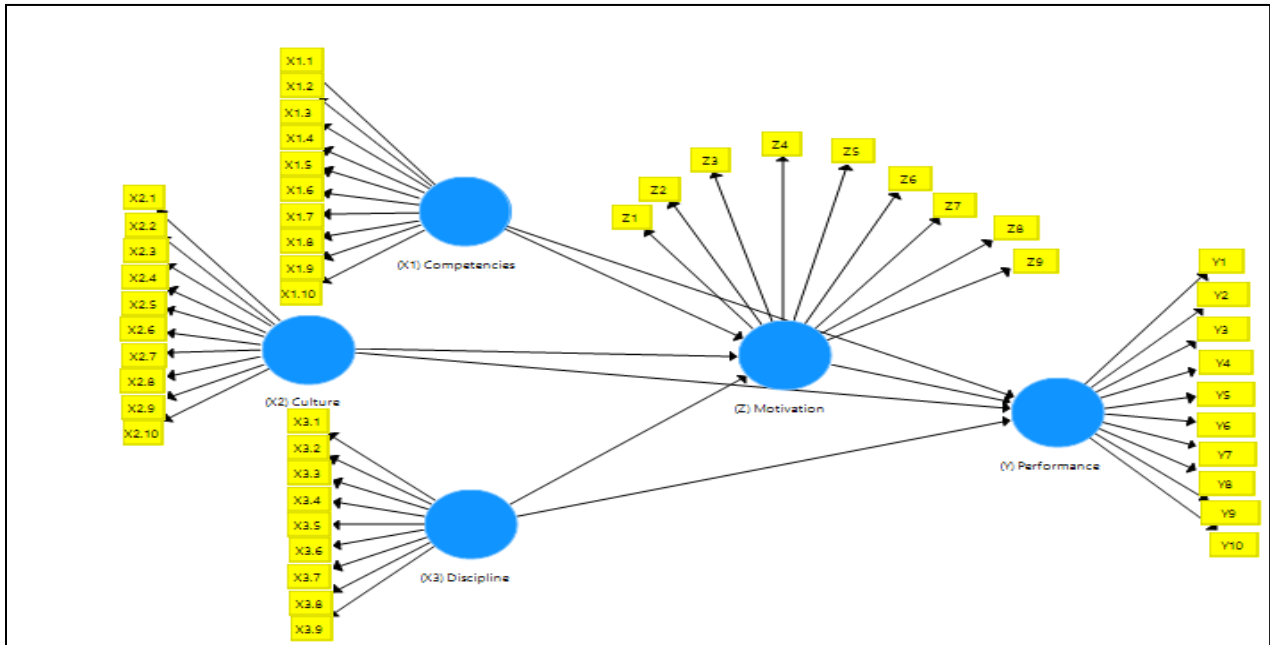 X1.1
X1.2
X1.3
X1.4
X1.5
X1.6
X1.7
X1.8
X1.9
X1.10
(X1) Competencies
X2.1
X2.2
X2.3
X2.4
X2.5
X2.6
X2.7
X2.8
X2.9
X2.10
(X2) Culture
X3.1
X3.2
X3.3
X3.4
X3.5
X3.6
X3.7
X3.8
X3.9
(X3) Discipline
Z1
Z2
Z3
Z4
Z5
Z6
Z7
Z8
Z9
(Z) Motivation
Y1
Y2
Y3
Y4
Y5
Y6
Y7
Y8
Y9
Y10
(Y) Performance